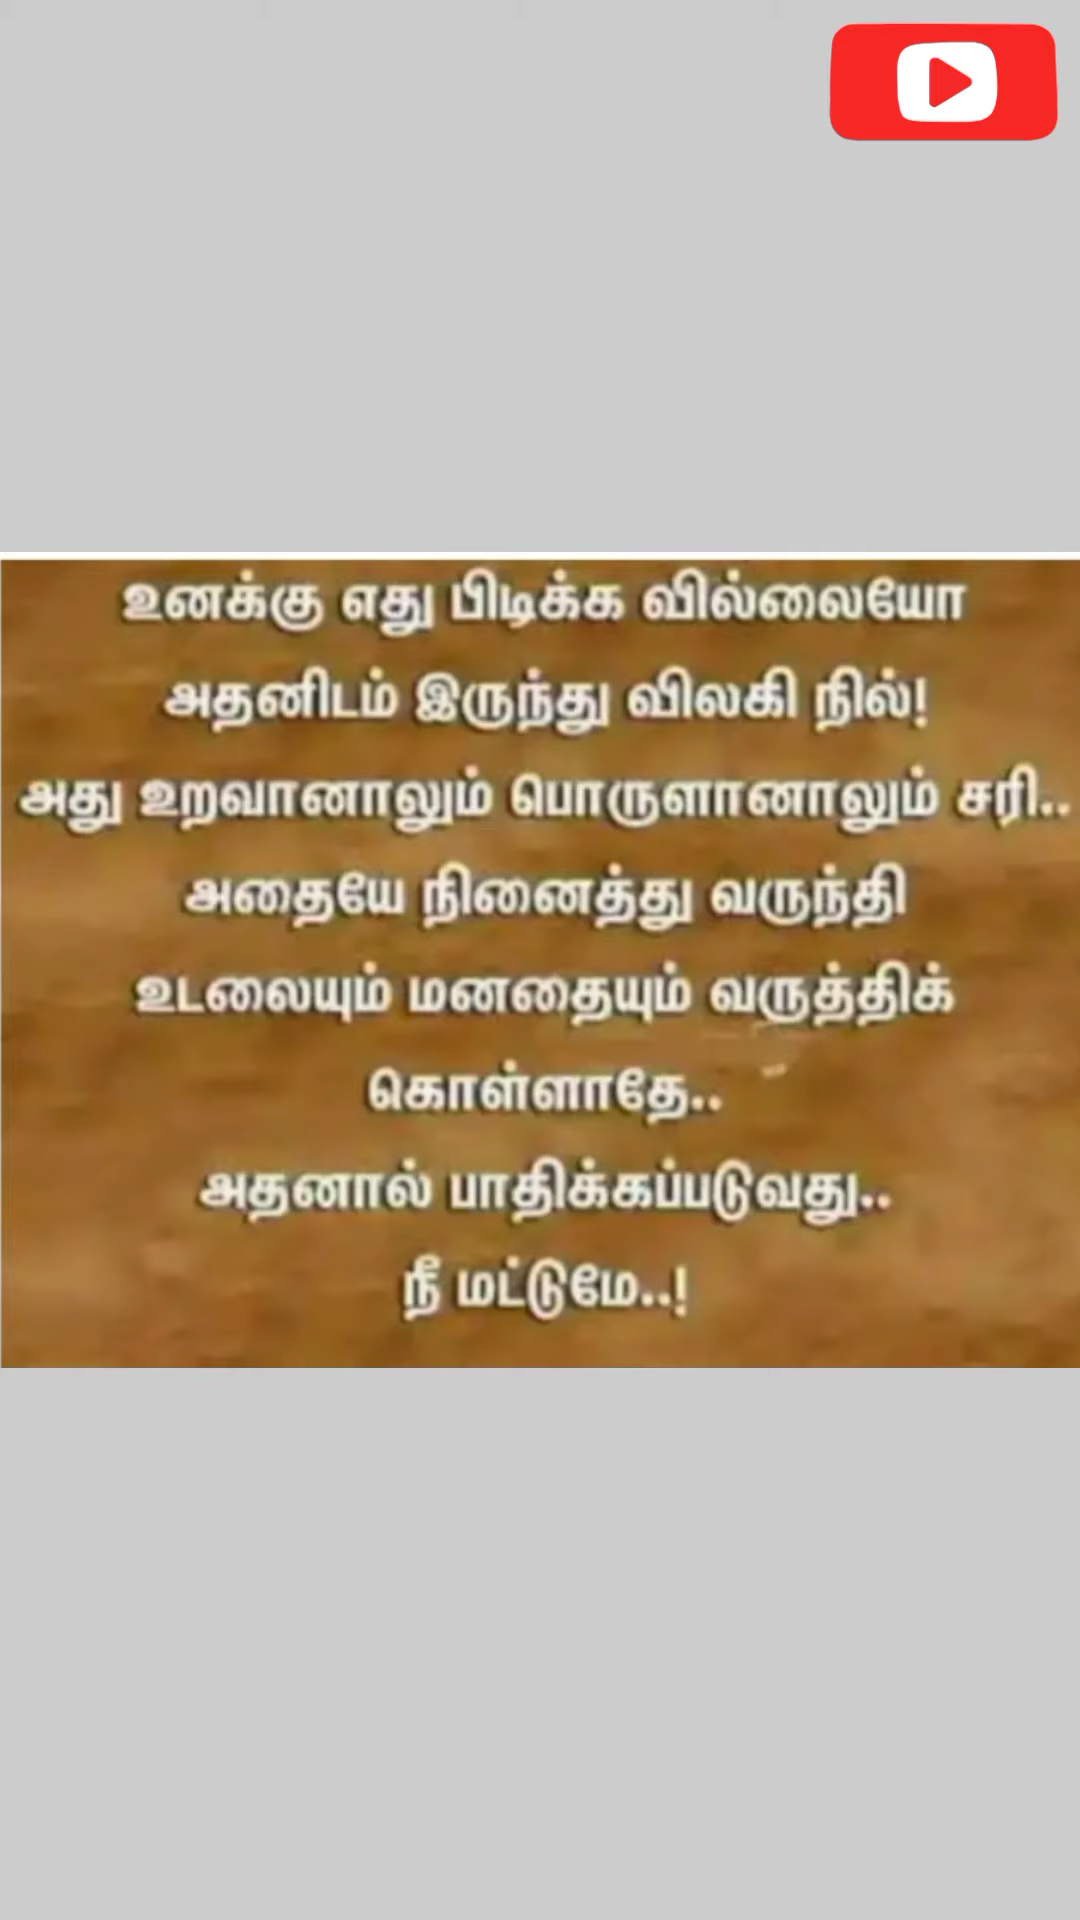 உனக்கு எது பிடிக்க வில்லையோ
அதனிடம் இருந்து விலகி நில்!
அது உறவானாலும் பொருளானாலும் சரி..
அதையே நினைத்து வருந்தி
உடலையும் மனதையும் வருத்திக்
கொள்ளாதே..
அதனால் பாதிக்கப்படுவது..
நீ மட்டுமே..!